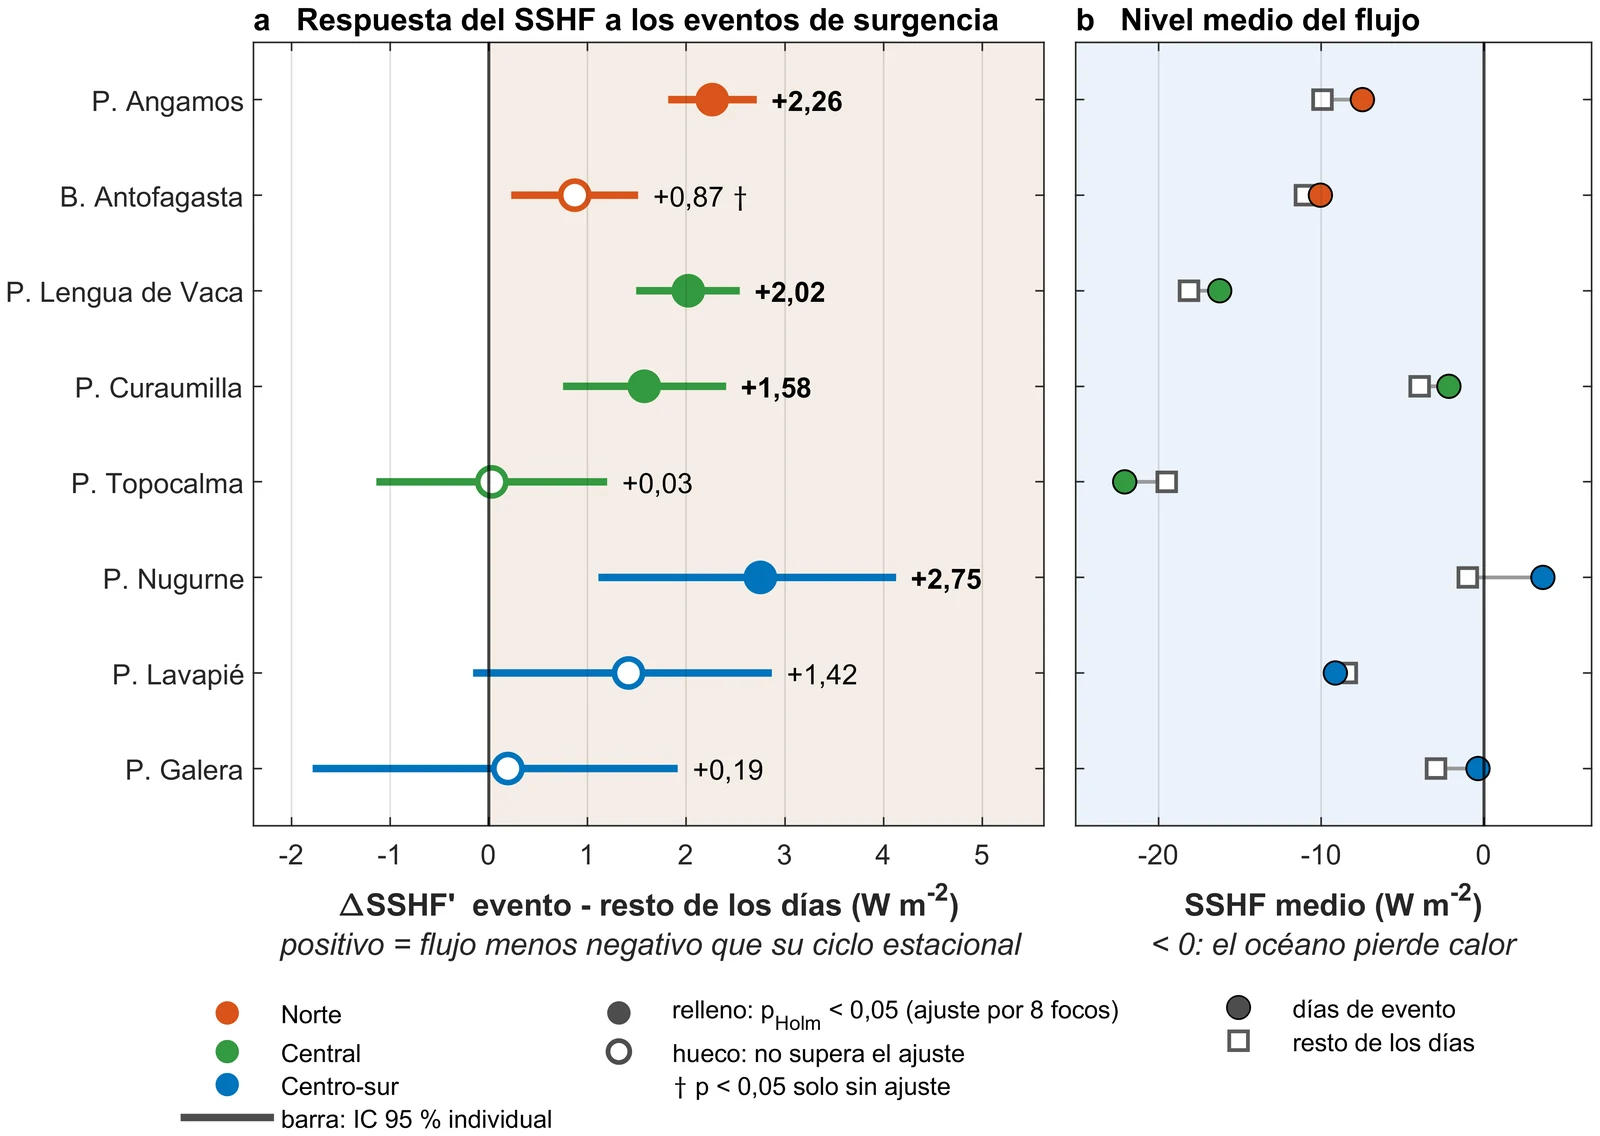 a Respuesta del SSHF a los eventos de surgencia
b Nivel medio del flujo
P. Angamos
+2,26
B. Antofagasta
+0,87 †
P. Lengua de Vaca
+2,02
P. Curaumilla
+1,58
P. Topocalma
+0,03
P. Nugurne
+2,75
P. Lavapié
+1,42
P. Galera
+0,19
-2 -1 0 1 2 3 4 5
-20 -10 0
ΔSSHF' evento - resto de los días (W m-2)
positivo = flujo menos negativo que su ciclo estacional
SSHF medio (W m-2)
< 0: el océano pierde calor
Norte
Central
Centro-sur
barra: IC 95 % individual
relleno: pHolm < 0,05 (ajuste por 8 focos)
hueco: no supera el ajuste
† p < 0,05 solo sin ajuste
días de evento
resto de los días